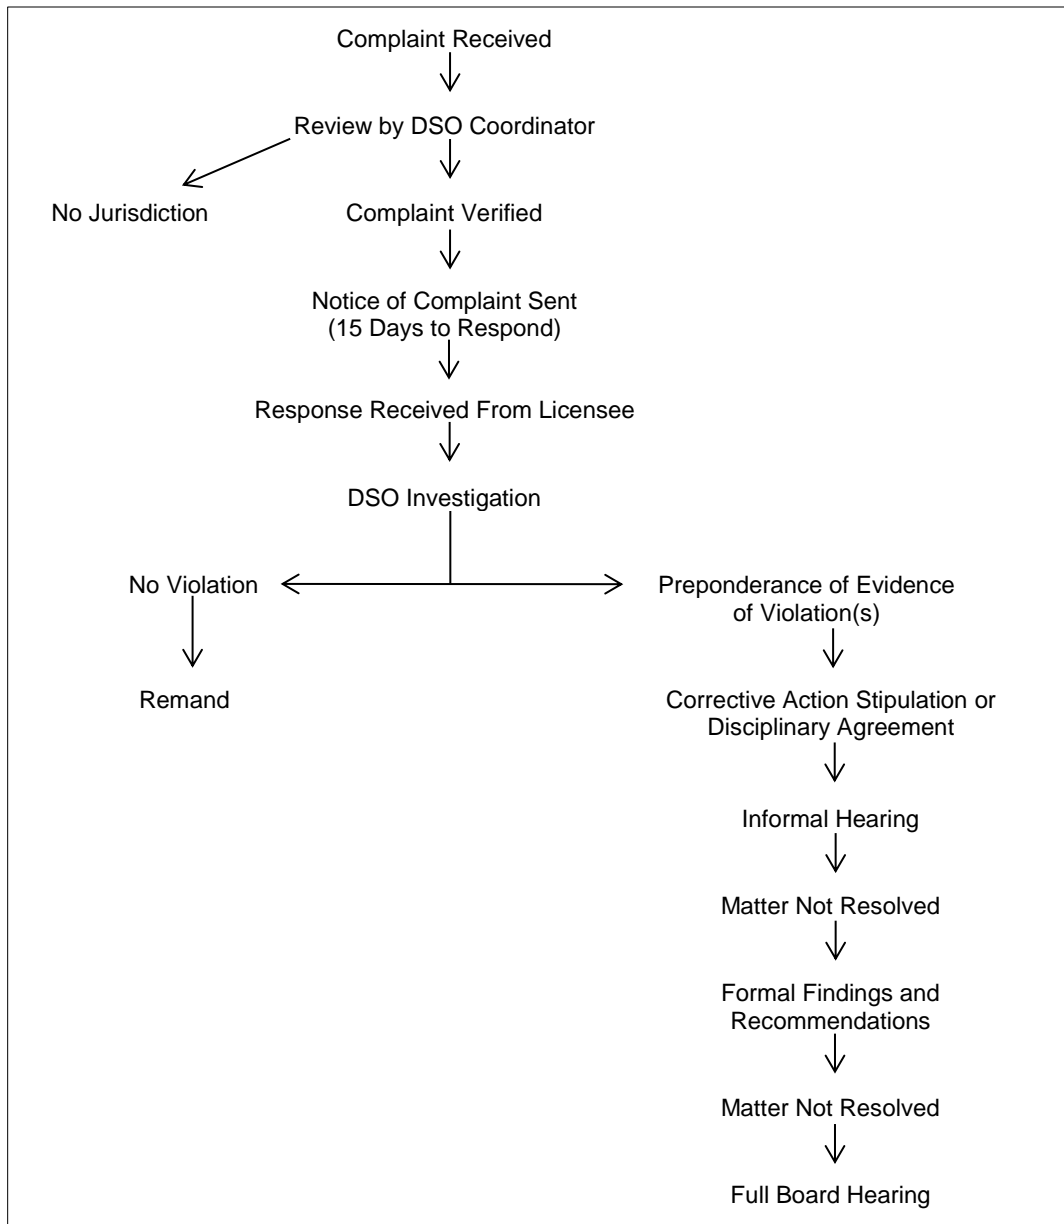 Complaint Received
Review by DSO Coordinator
No Jurisdiction
Complaint Verified
Notice of Complaint Sent
(15 Days to Respond)
Response Received From Licensee
DSO Investigation
No Violation
Preponderance of Evidence
of Violation(s)
Remand
Corrective Action Stipulation or
Disciplinary Agreement
Informal Hearing
Matter Not Resolved
Formal Findings and
Recommendations
Matter Not Resolved
Full Board Hearing